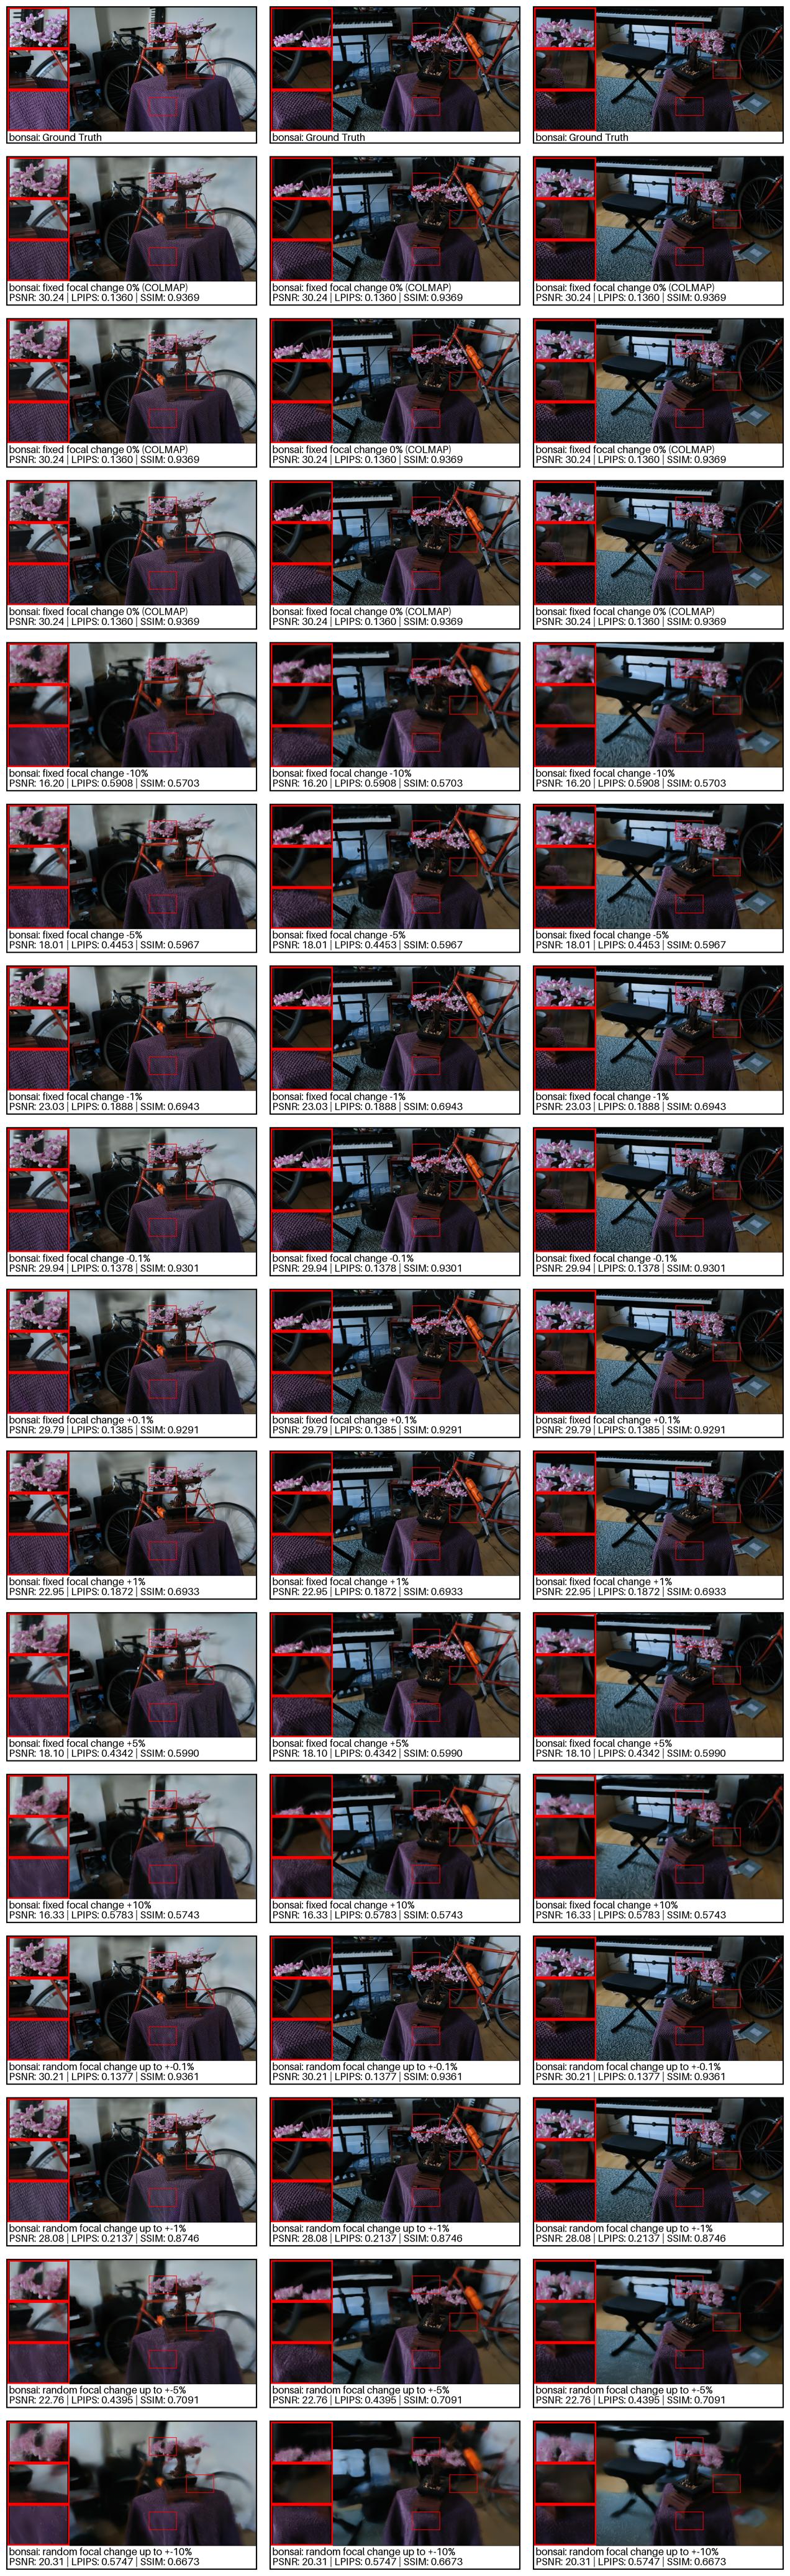 bonsai: Ground Truth
bonsai: Ground Truth
bonsai: Ground Truth
bonsai: fixed focal change 0% (COLMAP)
PSNR: 30.24 | LPIPS: 0.1360 | SSIM: 0.9369
bonsai: fixed focal change 0% (COLMAP)
PSNR: 30.24 | LPIPS: 0.1360 | SSIM: 0.9369
bonsai: fixed focal change 0% (COLMAP)
PSNR: 30.24 | LPIPS: 0.1360 | SSIM: 0.9369
bonsai: fixed focal change 0% (COLMAP)
PSNR: 30.24 | LPIPS: 0.1360 | SSIM: 0.9369
bonsai: fixed focal change 0% (COLMAP)
PSNR: 30.24 | LPIPS: 0.1360 | SSIM: 0.9369
bonsai: fixed focal change 0% (COLMAP)
PSNR: 30.24 | LPIPS: 0.1360 | SSIM: 0.9369
bonsai: fixed focal change 0% (COLMAP)
PSNR: 30.24 | LPIPS: 0.1360 | SSIM: 0.9369
bonsai: fixed focal change 0% (COLMAP)
PSNR: 30.24 | LPIPS: 0.1360 | SSIM: 0.9369
bonsai: fixed focal change 0% (COLMAP)
PSNR: 30.24 | LPIPS: 0.1360 | SSIM: 0.9369
bonsai: fixed focal change -10%
PSNR: 16.20 | LPIPS: 0.5908 | SSIM: 0.5703
bonsai: fixed focal change -10%
PSNR: 16.20 | LPIPS: 0.5908 | SSIM: 0.5703
bonsai: fixed focal change -10%
PSNR: 16.20 | LPIPS: 0.5908 | SSIM: 0.5703
bonsai: fixed focal change -5%
PSNR: 18.01 | LPIPS: 0.4453 | SSIM: 0.5967
bonsai: fixed focal change -5%
PSNR: 18.01 | LPIPS: 0.4453 | SSIM: 0.5967
bonsai: fixed focal change -5%
PSNR: 18.01 | LPIPS: 0.4453 | SSIM: 0.5967
bonsai: fixed focal change -1%
PSNR: 23.03 | LPIPS: 0.1888 | SSIM: 0.6943
bonsai: fixed focal change -1%
PSNR: 23.03 | LPIPS: 0.1888 | SSIM: 0.6943
bonsai: fixed focal change -1%
PSNR: 23.03 | LPIPS: 0.1888 | SSIM: 0.6943
bonsai: fixed focal change -0.1%
PSNR: 29.94 | LPIPS: 0.1378 | SSIM: 0.9301
bonsai: fixed focal change -0.1%
PSNR: 29.94 | LPIPS: 0.1378 | SSIM: 0.9301
bonsai: fixed focal change -0.1%
PSNR: 29.94 | LPIPS: 0.1378 | SSIM: 0.9301
bonsai: fixed focal change +0.1%
PSNR: 29.79 | LPIPS: 0.1385 | SSIM: 0.9291
bonsai: fixed focal change +0.1%
PSNR: 29.79 | LPIPS: 0.1385 | SSIM: 0.9291
bonsai: fixed focal change +0.1%
PSNR: 29.79 | LPIPS: 0.1385 | SSIM: 0.9291
bonsai: fixed focal change +1%
PSNR: 22.95 | LPIPS: 0.1872 | SSIM: 0.6933
bonsai: fixed focal change +1%
PSNR: 22.95 | LPIPS: 0.1872 | SSIM: 0.6933
bonsai: fixed focal change +1%
PSNR: 22.95 | LPIPS: 0.1872 | SSIM: 0.6933
bonsai: fixed focal change +5%
PSNR: 18.10 | LPIPS: 0.4342 | SSIM: 0.5990
bonsai: fixed focal change +5%
PSNR: 18.10 | LPIPS: 0.4342 | SSIM: 0.5990
bonsai: fixed focal change +5%
PSNR: 18.10 | LPIPS: 0.4342 | SSIM: 0.5990
bonsai: fixed focal change +10%
PSNR: 16.33 | LPIPS: 0.5783 | SSIM: 0.5743
bonsai: fixed focal change +10%
PSNR: 16.33 | LPIPS: 0.5783 | SSIM: 0.5743
bonsai: fixed focal change +10%
PSNR: 16.33 | LPIPS: 0.5783 | SSIM: 0.5743
bonsai: random focal change up to +-0.1%
PSNR: 30.21 | LPIPS: 0.1377 | SSIM: 0.9361
bonsai: random focal change up to +-0.1%
PSNR: 30.21 | LPIPS: 0.1377 | SSIM: 0.9361
bonsai: random focal change up to +-0.1%
PSNR: 30.21 | LPIPS: 0.1377 | SSIM: 0.9361
bonsai: random focal change up to +-1%
PSNR: 28.08 | LPIPS: 0.2137 | SSIM: 0.8746
bonsai: random focal change up to +-1%
PSNR: 28.08 | LPIPS: 0.2137 | SSIM: 0.8746
bonsai: random focal change up to +-1%
PSNR: 28.08 | LPIPS: 0.2137 | SSIM: 0.8746
bonsai: random focal change up to +-5%
PSNR: 22.76 | LPIPS: 0.4395 | SSIM: 0.7091
bonsai: random focal change up to +-5%
PSNR: 22.76 | LPIPS: 0.4395 | SSIM: 0.7091
bonsai: random focal change up to +-5%
PSNR: 22.76 | LPIPS: 0.4395 | SSIM: 0.7091
bonsai: random focal change up to +-10%
PSNR: 20.31 | LPIPS: 0.5747 | SSIM: 0.6673
bonsai: random focal change up to +-10%
PSNR: 20.31 | LPIPS: 0.5747 | SSIM: 0.6673
bonsai: random focal change up to +-10%
PSNR: 20.31 | LPIPS: 0.5747 | SSIM: 0.6673